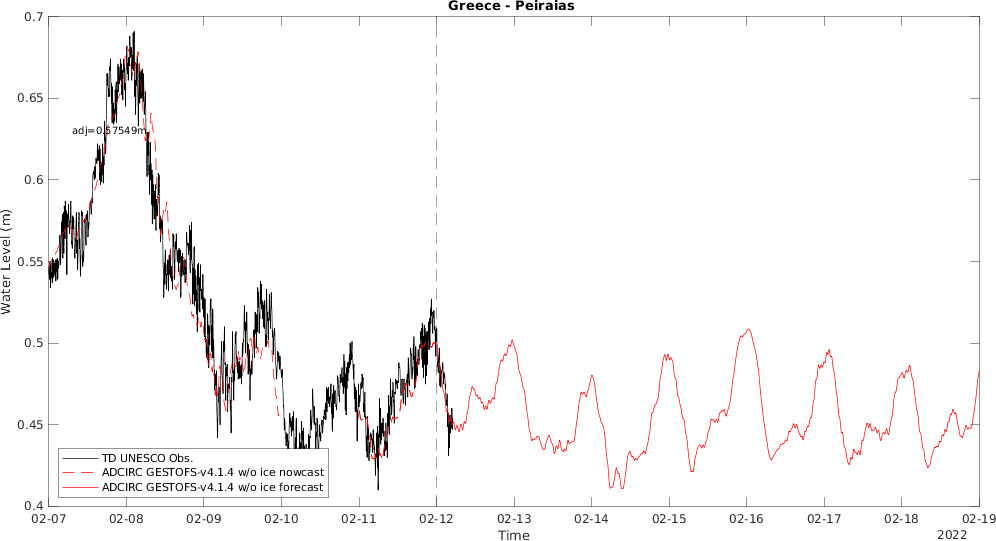 Greece - Peiraias
0.7
0.65
0.6
0.55
0.5
0.45
0.4
Water Level (m)
adj=0.57549m
TD UNESCO Obs.
ADCIRC GESTOFS-v4.1.4 w/o ice nowcast
ADCIRC GESTOFS-v4.1.4 w/o ice forecast
02-07 02-08 02-09 02-10 02-11 02-12 02-13 02-14 02-15 02-16 02-17 02-18 02-19
Time
2022